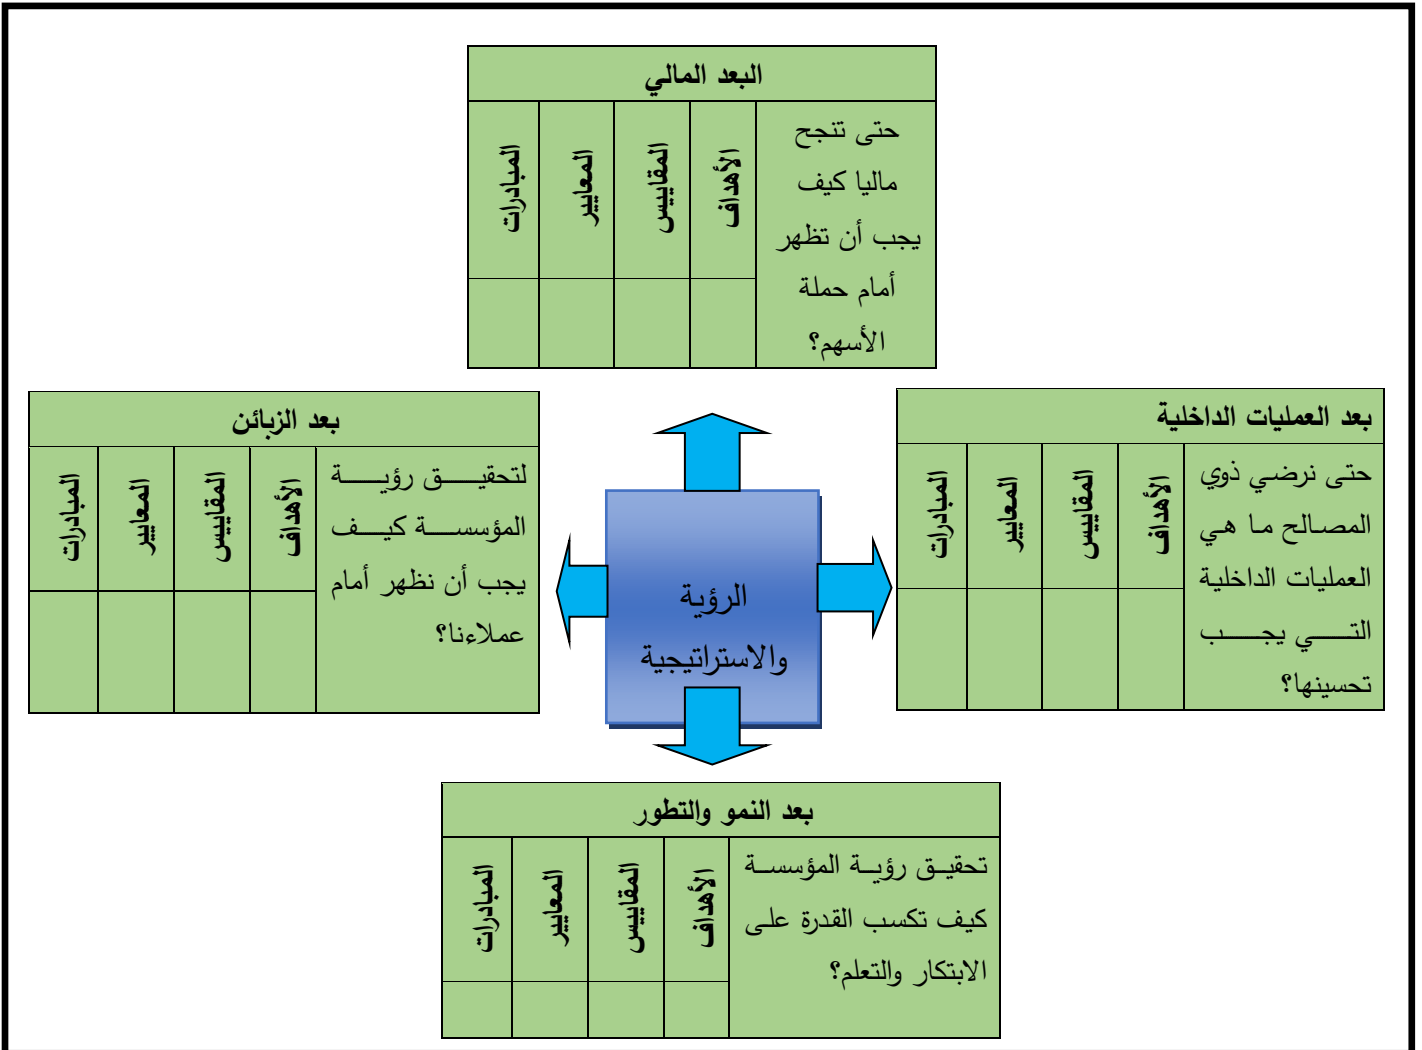 البعد المالي
حتى تنجح
ماليا كيف
يجب أن تظهر
أمام حملة
الأسهم؟
الأهداف
المقاييس
المعايير
المبادرات
بعد العمليات الداخلية
حتى نرضي ذوي
المصالح ما هي
العمليات الداخلية
التي يجب
تحسينها؟
الأهداف
المقاييس
المعايير
المبادرات
الرؤية
والاستراتيجية
بعد الزبائن
لتحقيق رؤية
المؤسسة كيف
يجب أن نظهر أمام
عملاءنا؟
الأهداف
المقاييس
المعايير
المبادرات
بعد النمو والتطور
تحقيق رؤية المؤسسة
كيف تكسب القدرة على
الابتكار والتعلم؟
الأهداف
المقاييس
المعايير
المبادرات